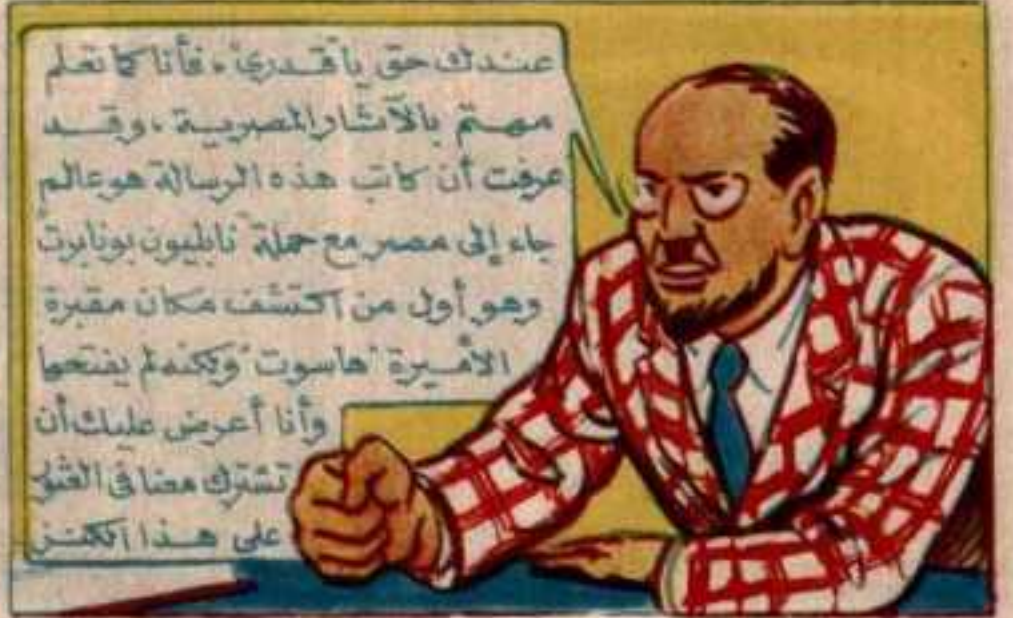 عندك حق يا "قدري"، فأنا كما تعلم
مهتم بالآثار المصرية، وقد
عرفت أن كاتب هذه الرسالة هو عالم
جاء إلى مصر مع حملة "نابليون بونابرت"
وهو أول من اكتشف مكان مقبرة
الأميرة "هاسوت" ولكنه لم يفتحها
وأنا أعرض عليك أن
تشترك معنا في العثور
على هذا الكنز